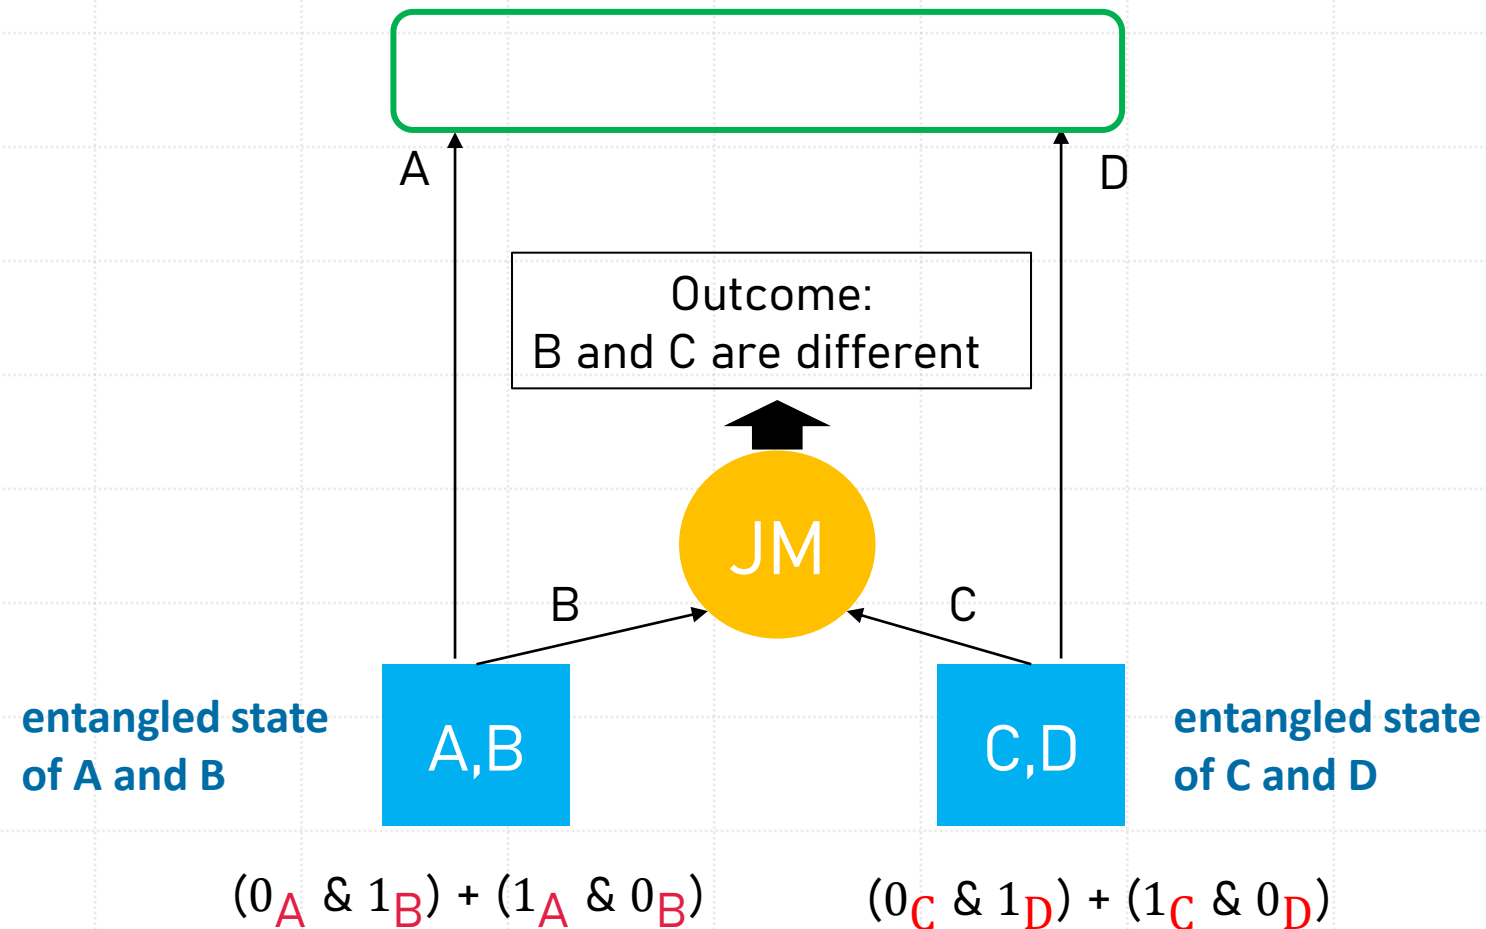 A
D
Outcome:
B and C are different
JM
B
C
entangled state
of A and B
A,B
C,D
entangled state
of C and D
(0A & 1B) + (1A & 0B)
(0C & 1D) + (1C & 0D)